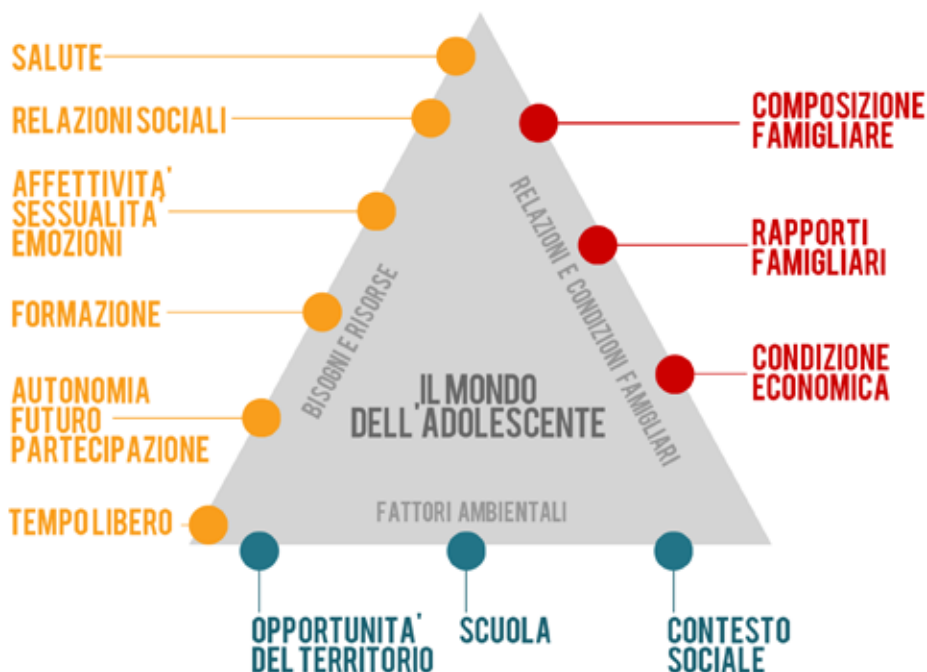 SALUTE
RELAZIONI SOCIALI
AFFETTIVITA'
SESSUALITA'
EMOZIONI
FORMAZIONE
AUTONOMIA
FUTURO
PARTECIPAZIONE
TEMPO LIBERO
BISOGNI E RISORSE
IL MONDO
DELL'ADOLESCENTE
FATTORI AMBIENTALI
RELAZIONI E CONDIZIONI FAMIGLIARI
COMPOSIZIONE
FAMIGLIARE
RAPPORTI
FAMIGLIARI
CONDIZIONE
ECONOMICA
OPPORTUNITA'
DEL TERRITORIO
SCUOLA
CONTESTO
SOCIALE